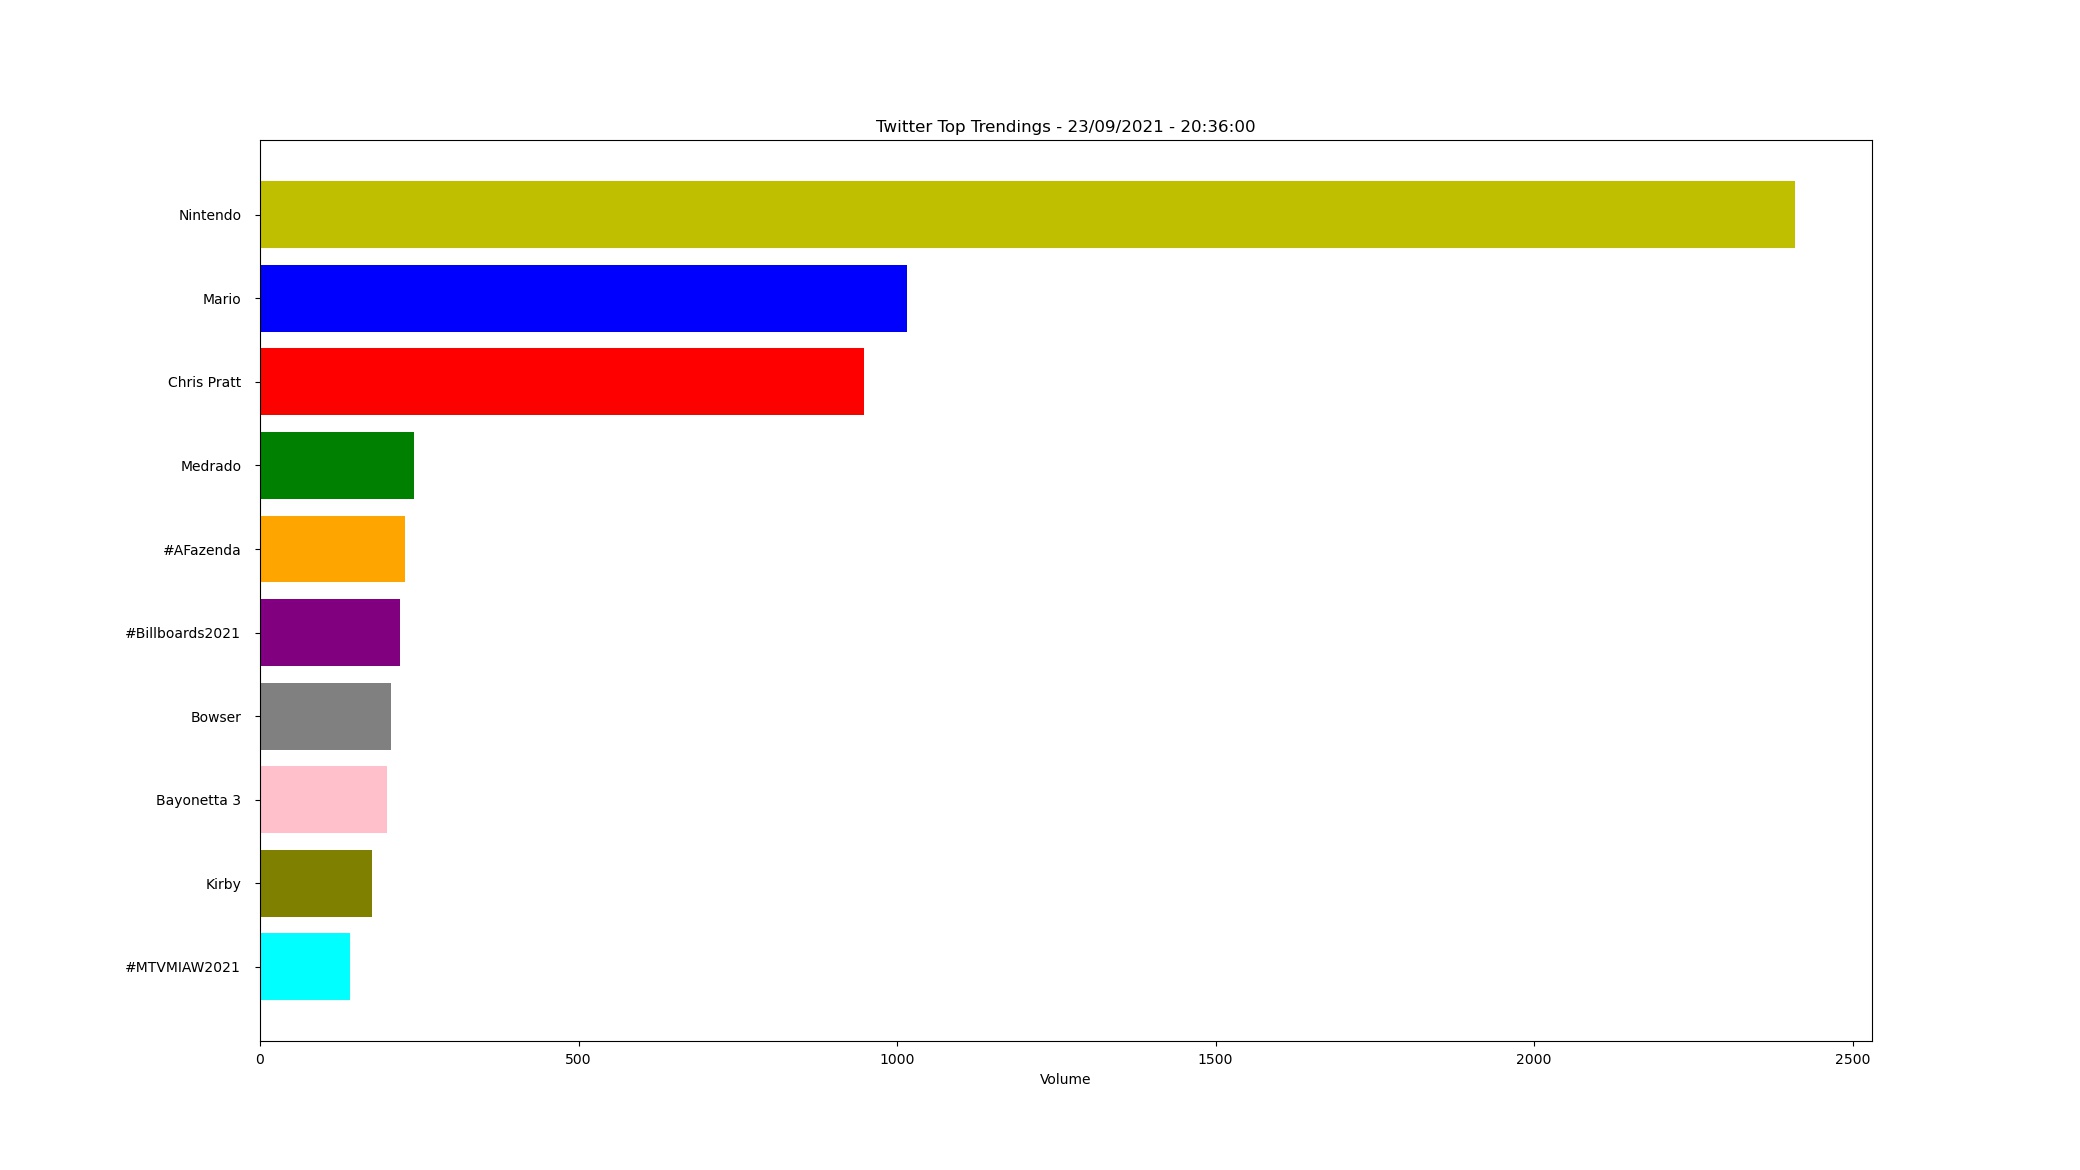 Twitter Top Trendings - 23/09/2021 - 20:36:00
Nintendo
Mario
Chris Pratt
Medrado
#AFazenda
#Billboards2021
Bowser
Bayonetta 3
Kirby
#MTVMIAW2021
0 500 1000 1500 2000 2500
Volume